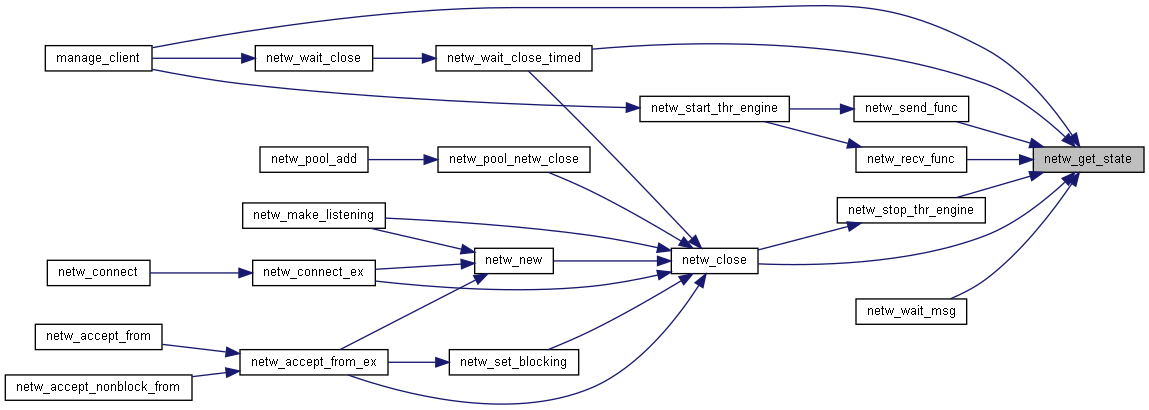 manage_client
netw_wait_close
netw_wait_close_timed
netw_start_thr_engine
netw_send_func
netw_pool_add
netw_pool_netw_close
netw_recv_func
netw_get_state
netw_make_listening
netw_stop_thr_engine
netw_connect
netw_connect_ex
netw_new
netw_close
netw_wait_msg
netw_accept_from
netw_accept_from_ex
netw_set_blocking
netw_accept_nonblock_from